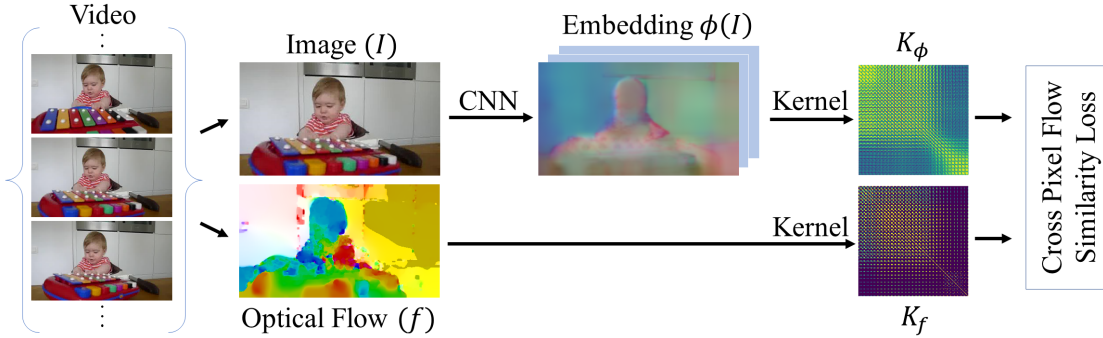 Video
Image (I)
Embedding ϕ(I)
K_ϕ
CNN
Kernel
Kernel
Optical Flow (f)
K_f
Cross Pixel Flow
Similarity Loss